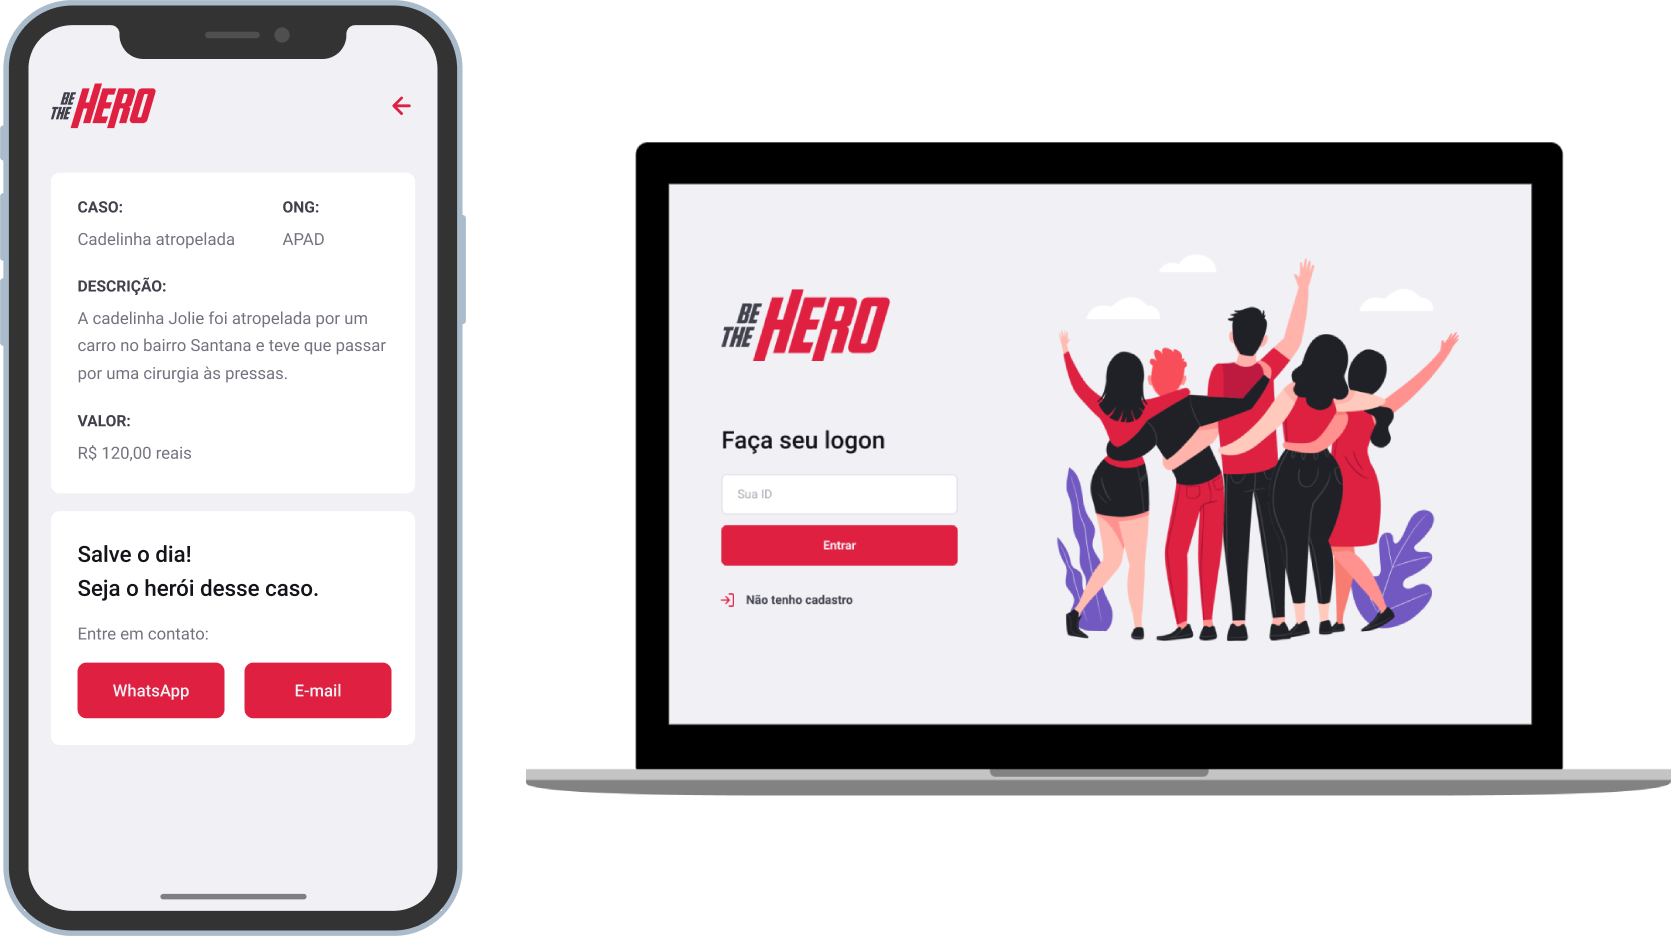 BE
THE HERO
CASO:
Cadelinha atropelada
ONG:
APAD
DESCRIÇÃO:
A cadelinha Jolie foi atropelada por um
carro no bairro Santana e teve que passar
por uma cirurgia às pressas.
VALOR:
R$ 120,00 reais
Salve o dia!
Seja o herói desse caso.
Entre em contato:
WhatsApp
E-mail
BE
THE HERO
Faça seu logon
Sua ID
Entrar
Não tenho cadastro